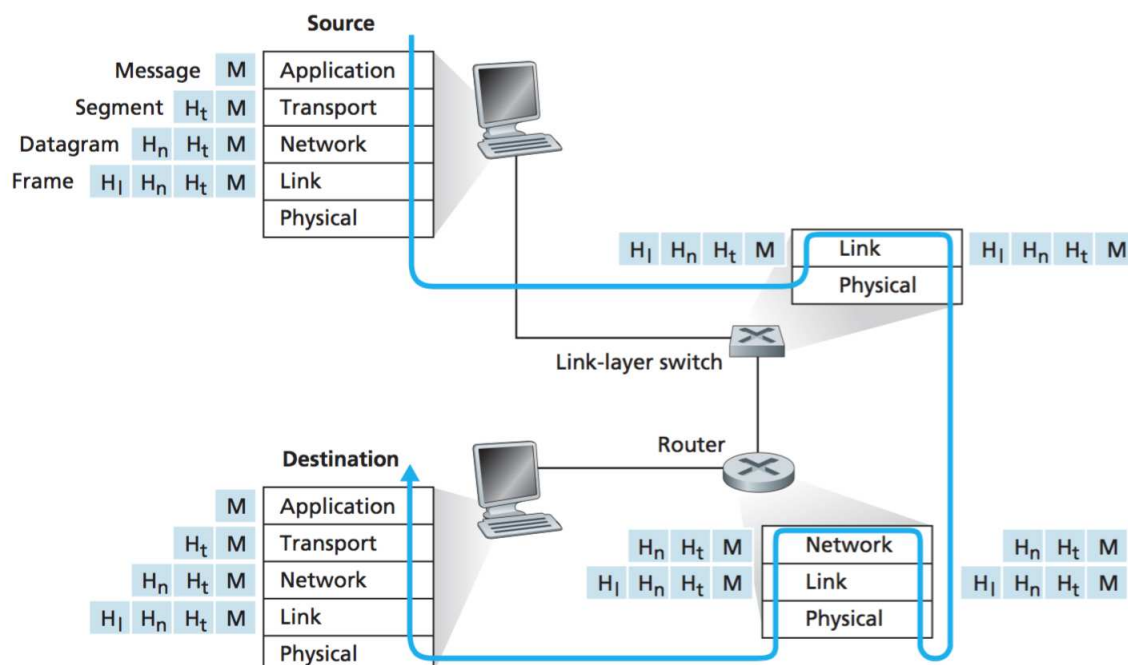 Source
Message M Application
Segment Ht M Transport
Datagram Hn Ht M Network
Frame Hl Hn Ht M Link
Physical
Hl Hn Ht M Link Hl Hn Ht M
Physical
Link-layer switch
Router
Destination
M Application
Ht M Transport
Hn Ht M Network
Hl Hn Ht M Link
Physical
Hn Ht M Network Hn Ht M
Hl Hn Ht M Link Hl Hn Ht M
Physical